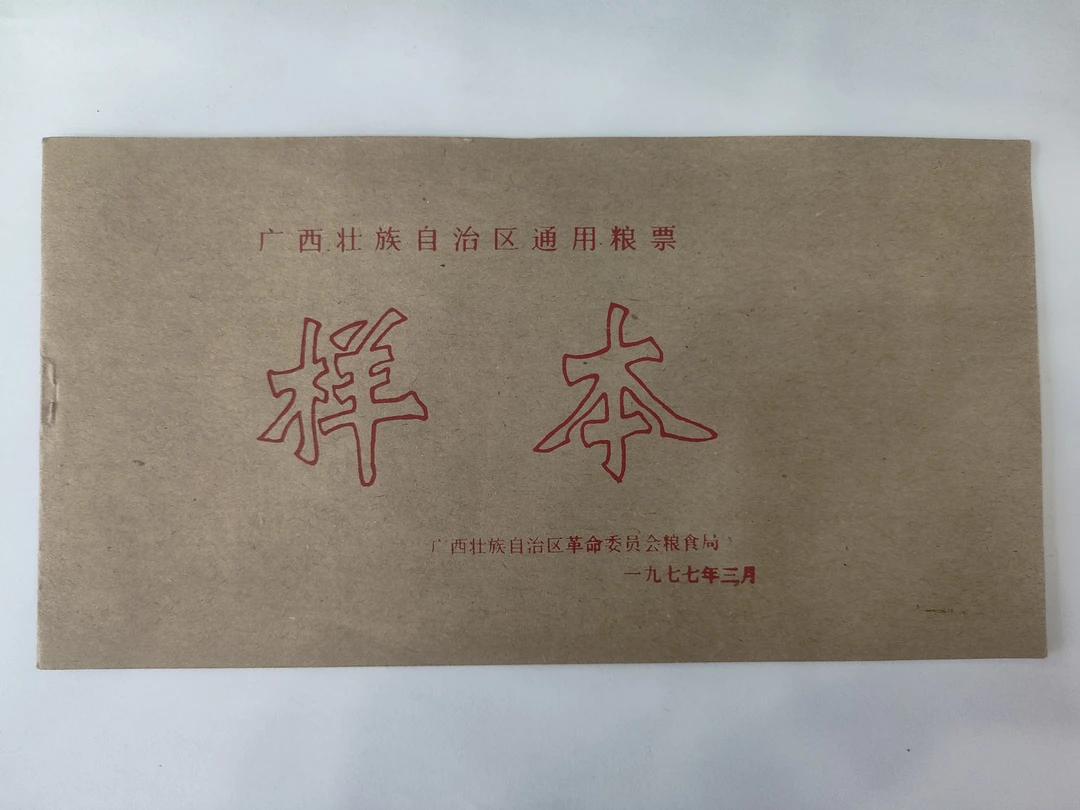 广西壮族自治区通用粮票
样本
广西壮族自治区革命委员会粮食局
一九七七年三月